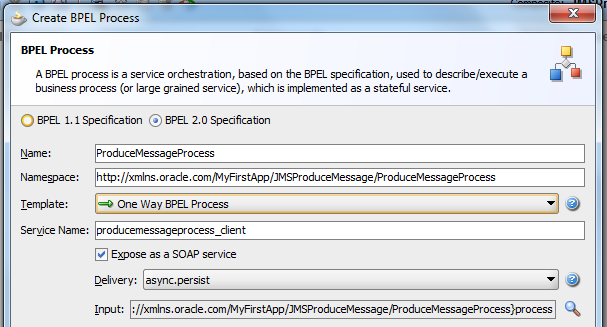 Create BPEL Process
BPEL Process
A BPEL process is a service orchestration, based on the BPEL specification, used to describe/execute a
business process (or large grained service), which is implemented as a stateful service.
BPEL 1.1 Specification BPEL 2.0 Specification
Name: ProduceMessageProcess
Namespace: http://xmlns.oracle.com/MyFirstApp/JMSProduceMessage/ProduceMessageProcess
Template: One Way BPEL Process
Service Name: producemessageprocess_client
Expose as a SOAP service
Delivery: async.persist
Input: ://xmlns.oracle.com/MyFirstApp/JMSProduceMessage/ProduceMessageProcess}process